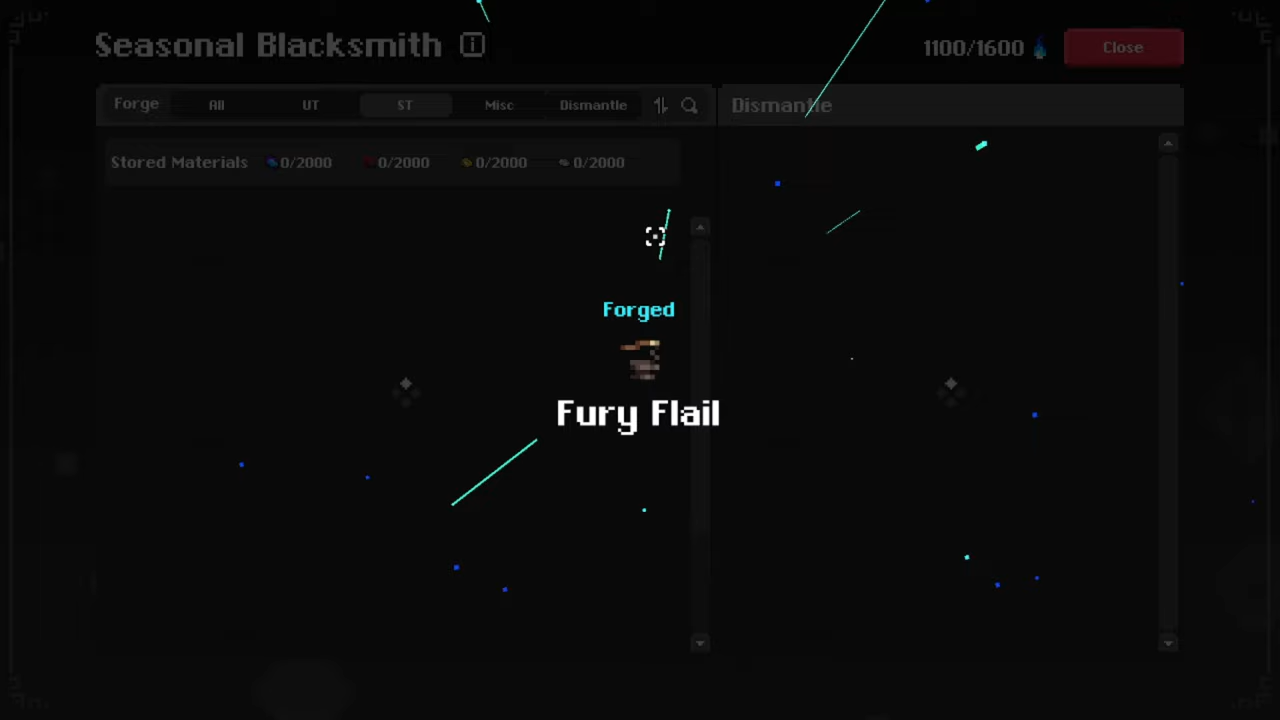 Seasonal Blacksmith
1100/1600
Close
Forge All UT ST Misc Dismantle
Dismantle
Stored Materials 0/2000 0/2000 0/2000 0/2000
Forged
Fury Flail